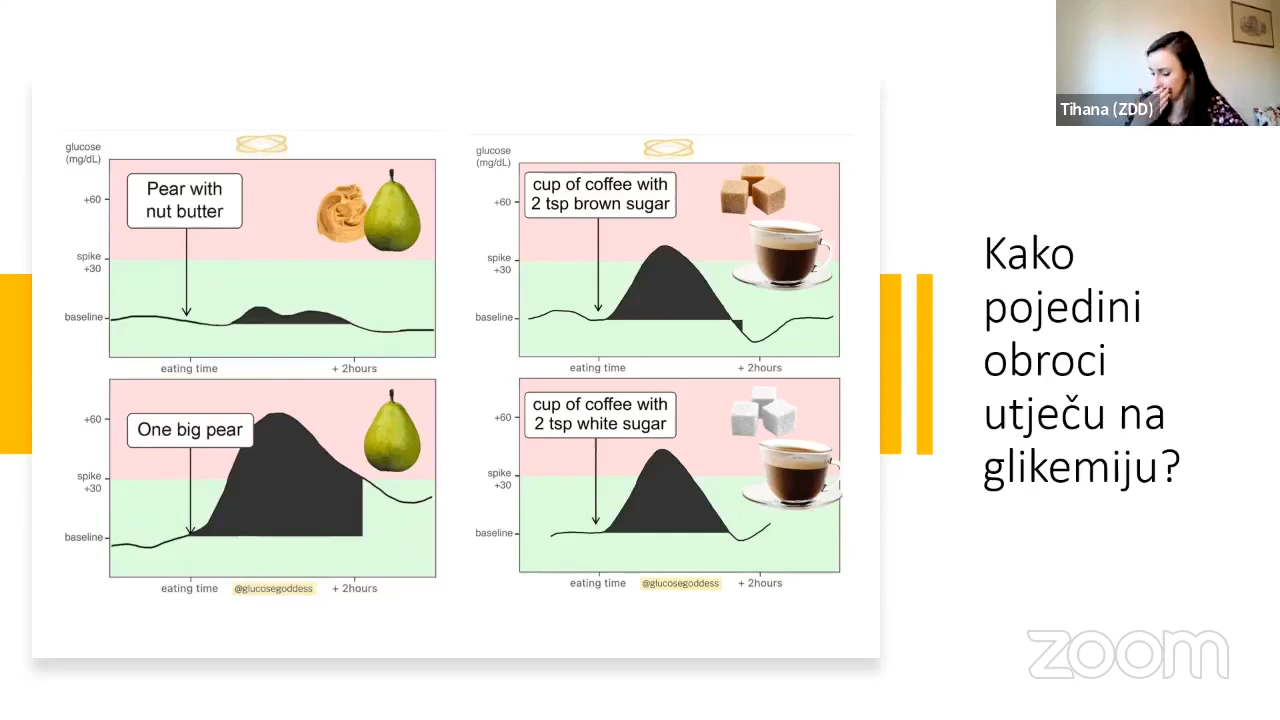 Tihana (ZDD)
glucose
(mg/dL)
+60
spike
+30
baseline
Pear with
nut butter
eating time
+ 2hours
+60
spike
+30
baseline
One big pear
eating time
@glucosegoddess
+ 2hours
glucose
(mg/dL)
+60
spike
+30
baseline
cup of coffee with
2 tsp brown sugar
eating time
+ 2hours
+60
spike
+30
baseline
cup of coffee with
2 tsp white sugar
eating time
@glucosegoddess
+ 2hours
Kako
pojedini
obroci
utječu na
glikemiju?
zoom